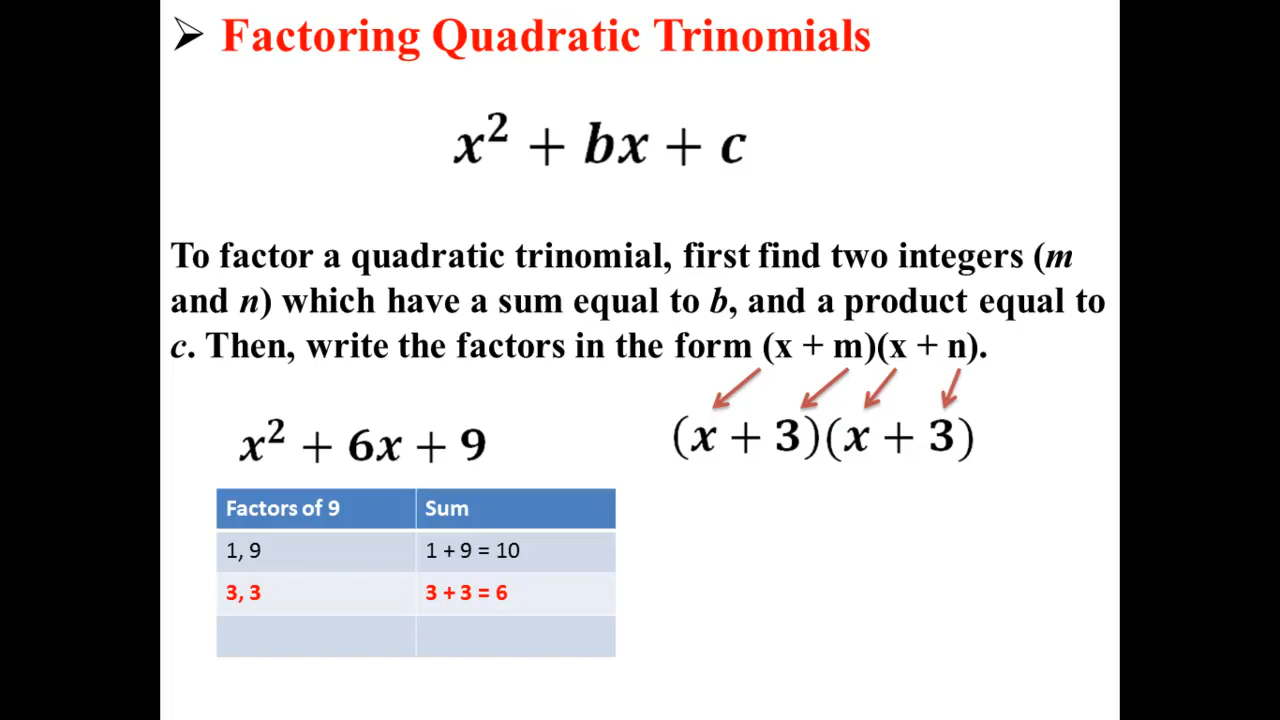 ➢ Factoring Quadratic Trinomials
x² + bx + c
To factor a quadratic trinomial, first find two integers (m
and n) which have a sum equal to b, and a product equal to
c. Then, write the factors in the form (x + m)(x + n).
x² + 6x + 9
(x + 3)(x + 3)
Factors of 9 Sum
1, 9 1 + 9 = 10
3, 3 3 + 3 = 6